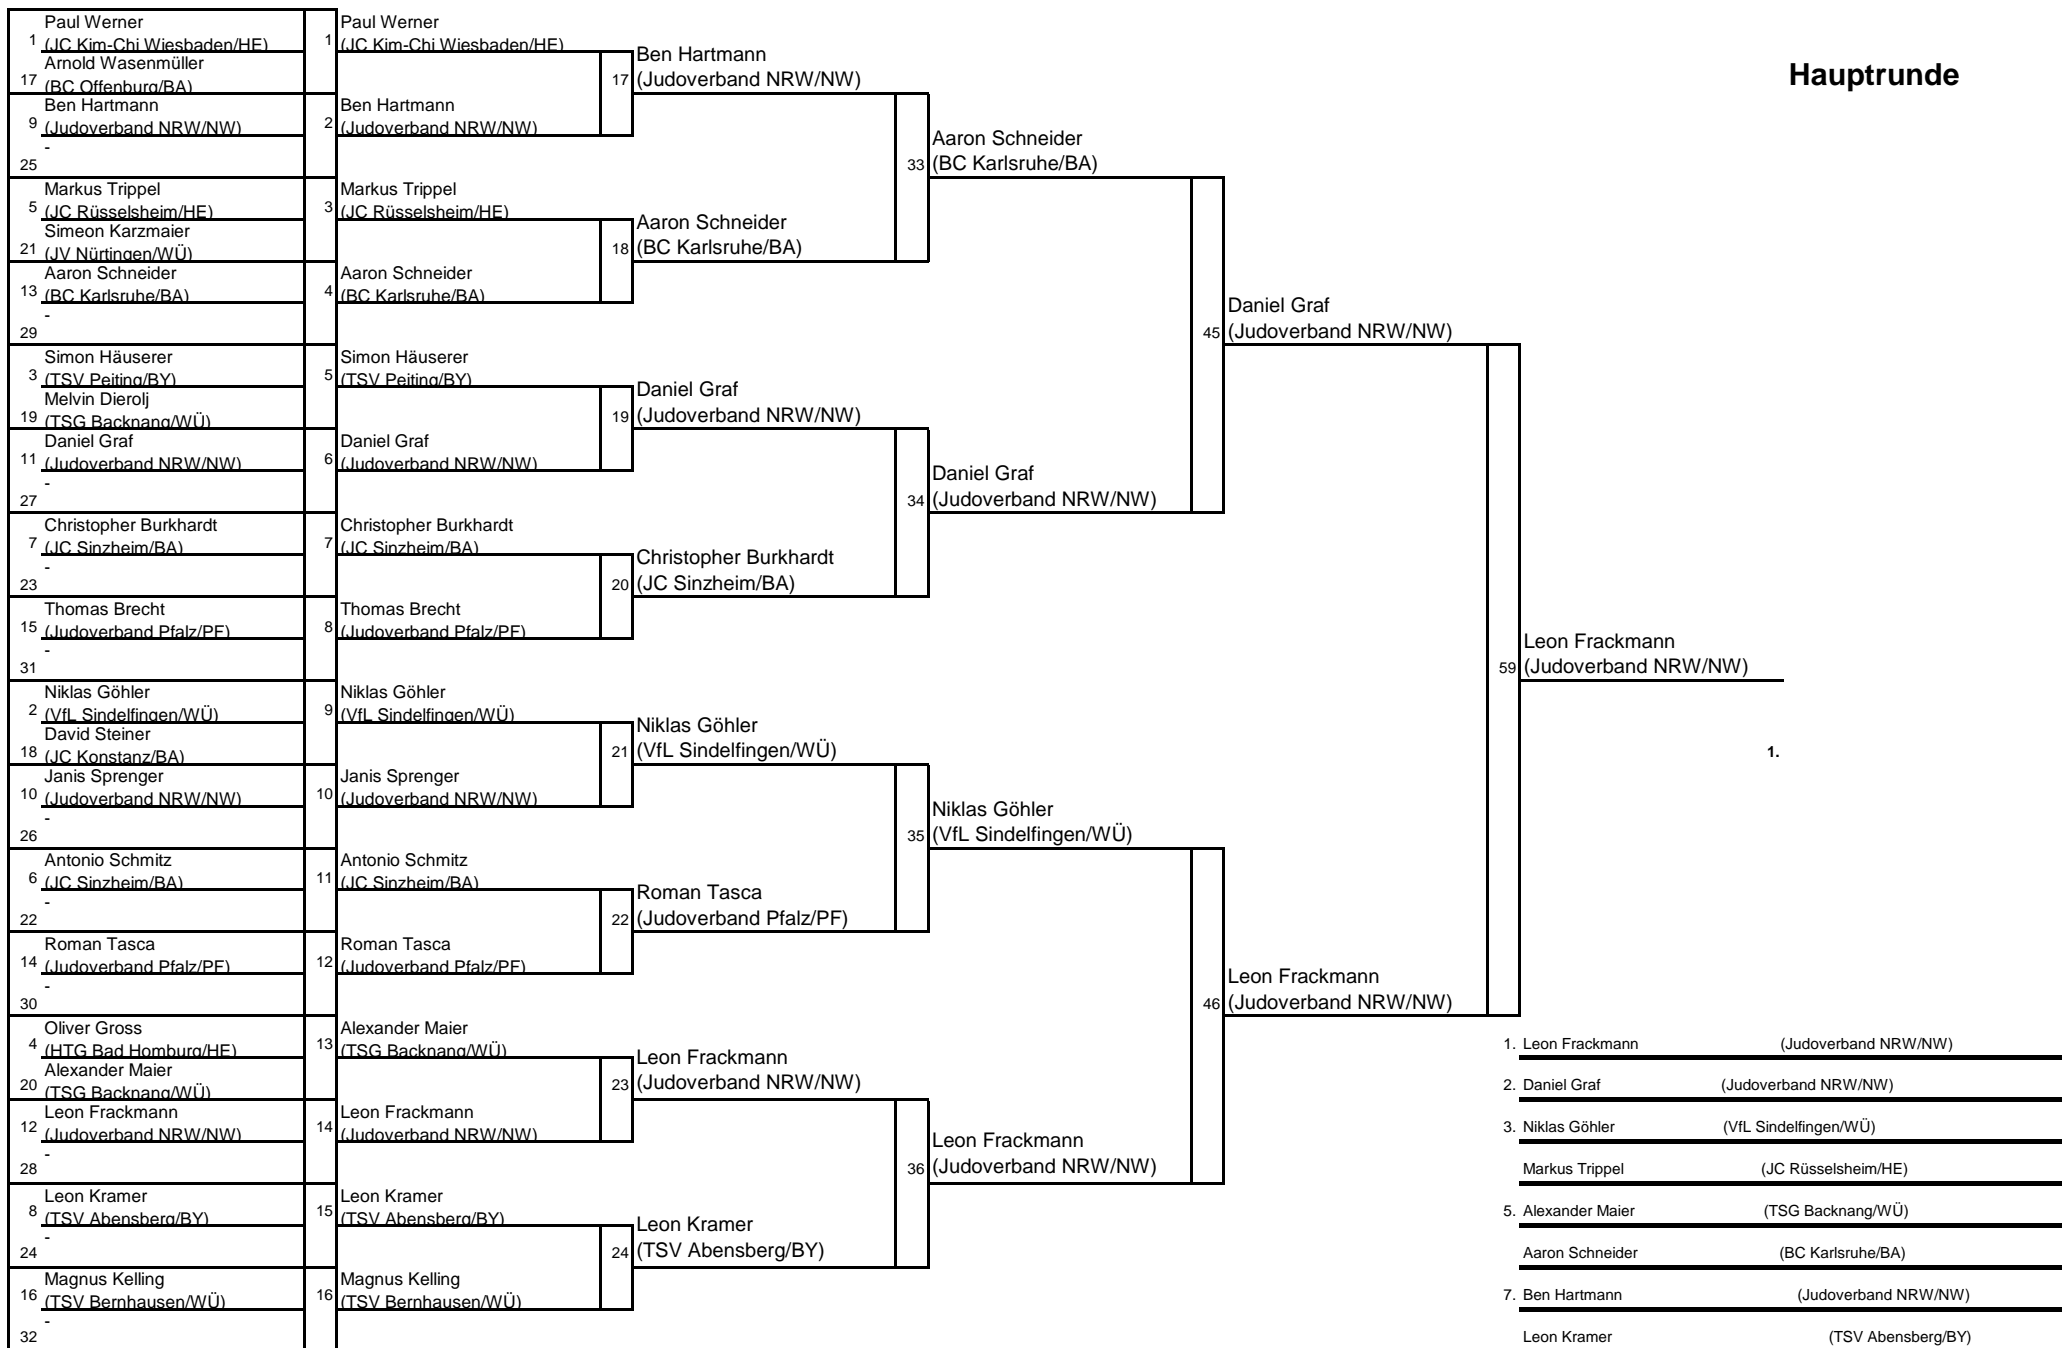 Hauptrunde
1 Paul Werner
(JC Kim-Chi Wiesbaden/HE)
17 Arnold Wasenmüller
(BC Offenburg/BA)
9 Ben Hartmann
(Judoverband NRW/NW)
25 -
5 Markus Trippel
(JC Rüsselsheim/HE)
21 Simeon Karzmaier
(JV Nürtingen/WÜ)
13 Aaron Schneider
(BC Karlsruhe/BA)
29 -
3 Simon Häuserer
(TSV Peiting/BY)
19 Melvin Dierolj
(TSG Backnang/WÜ)
11 Daniel Graf
(Judoverband NRW/NW)
27 -
7 Christopher Burkhardt
(JC Sinzheim/BA)
23 -
15 Thomas Brecht
(Judoverband Pfalz/PF)
31 -
2 Niklas Göhler
(VfL Sindelfingen/WÜ)
18 David Steiner
(JC Konstanz/BA)
10 Janis Sprenger
(Judoverband NRW/NW)
26 -
6 Antonio Schmitz
(JC Sinzheim/BA)
22 -
14 Roman Tasca
(Judoverband Pfalz/PF)
30 -
4 Oliver Gross
(HTG Bad Homburg/HE)
20 Alexander Maier
(TSG Backnang/WÜ)
12 Leon Frackmann
(Judoverband NRW/NW)
28 -
8 Leon Kramer
(TSV Abensberg/BY)
24 -
16 Magnus Kelling
(TSV Bernhausen/WÜ)
32 -
1 Paul Werner
(JC Kim-Chi Wiesbaden/HE)
2 Ben Hartmann
(Judoverband NRW/NW)
3 Markus Trippel
(JC Rüsselsheim/HE)
4 Aaron Schneider
(BC Karlsruhe/BA)
5 Simon Häuserer
(TSV Peiting/BY)
6 Daniel Graf
(Judoverband NRW/NW)
7 Christopher Burkhardt
(JC Sinzheim/BA)
8 Thomas Brecht
(Judoverband Pfalz/PF)
9 Niklas Göhler
(VfL Sindelfingen/WÜ)
10 Janis Sprenger
(Judoverband NRW/NW)
11 Antonio Schmitz
(JC Sinzheim/BA)
12 Roman Tasca
(Judoverband Pfalz/PF)
13 Alexander Maier
(TSG Backnang/WÜ)
14 Leon Frackmann
(Judoverband NRW/NW)
15 Leon Kramer
(TSV Abensberg/BY)
16 Magnus Kelling
(TSV Bernhausen/WÜ)
17 Ben Hartmann
(Judoverband NRW/NW)
18 Aaron Schneider
(BC Karlsruhe/BA)
19 Daniel Graf
(Judoverband NRW/NW)
20 Christopher Burkhardt
(JC Sinzheim/BA)
21 Niklas Göhler
(VfL Sindelfingen/WÜ)
22 Roman Tasca
(Judoverband Pfalz/PF)
23 Leon Frackmann
(Judoverband NRW/NW)
24 Leon Kramer
(TSV Abensberg/BY)
33 Aaron Schneider
(BC Karlsruhe/BA)
34 Daniel Graf
(Judoverband NRW/NW)
35 Niklas Göhler
(VfL Sindelfingen/WÜ)
36 Leon Frackmann
(Judoverband NRW/NW)
45 Daniel Graf
(Judoverband NRW/NW)
46 Leon Frackmann
(Judoverband NRW/NW)
59 Leon Frackmann
(Judoverband NRW/NW)
1.
1. Leon Frackmann (Judoverband NRW/NW)
2. Daniel Graf (Judoverband NRW/NW)
3. Niklas Göhler (VfL Sindelfingen/WÜ)
Markus Trippel (JC Rüsselsheim/HE)
5. Alexander Maier (TSG Backnang/WÜ)
Aaron Schneider (BC Karlsruhe/BA)
7. Ben Hartmann (Judoverband NRW/NW)
Leon Kramer (TSV Abensberg/BY)